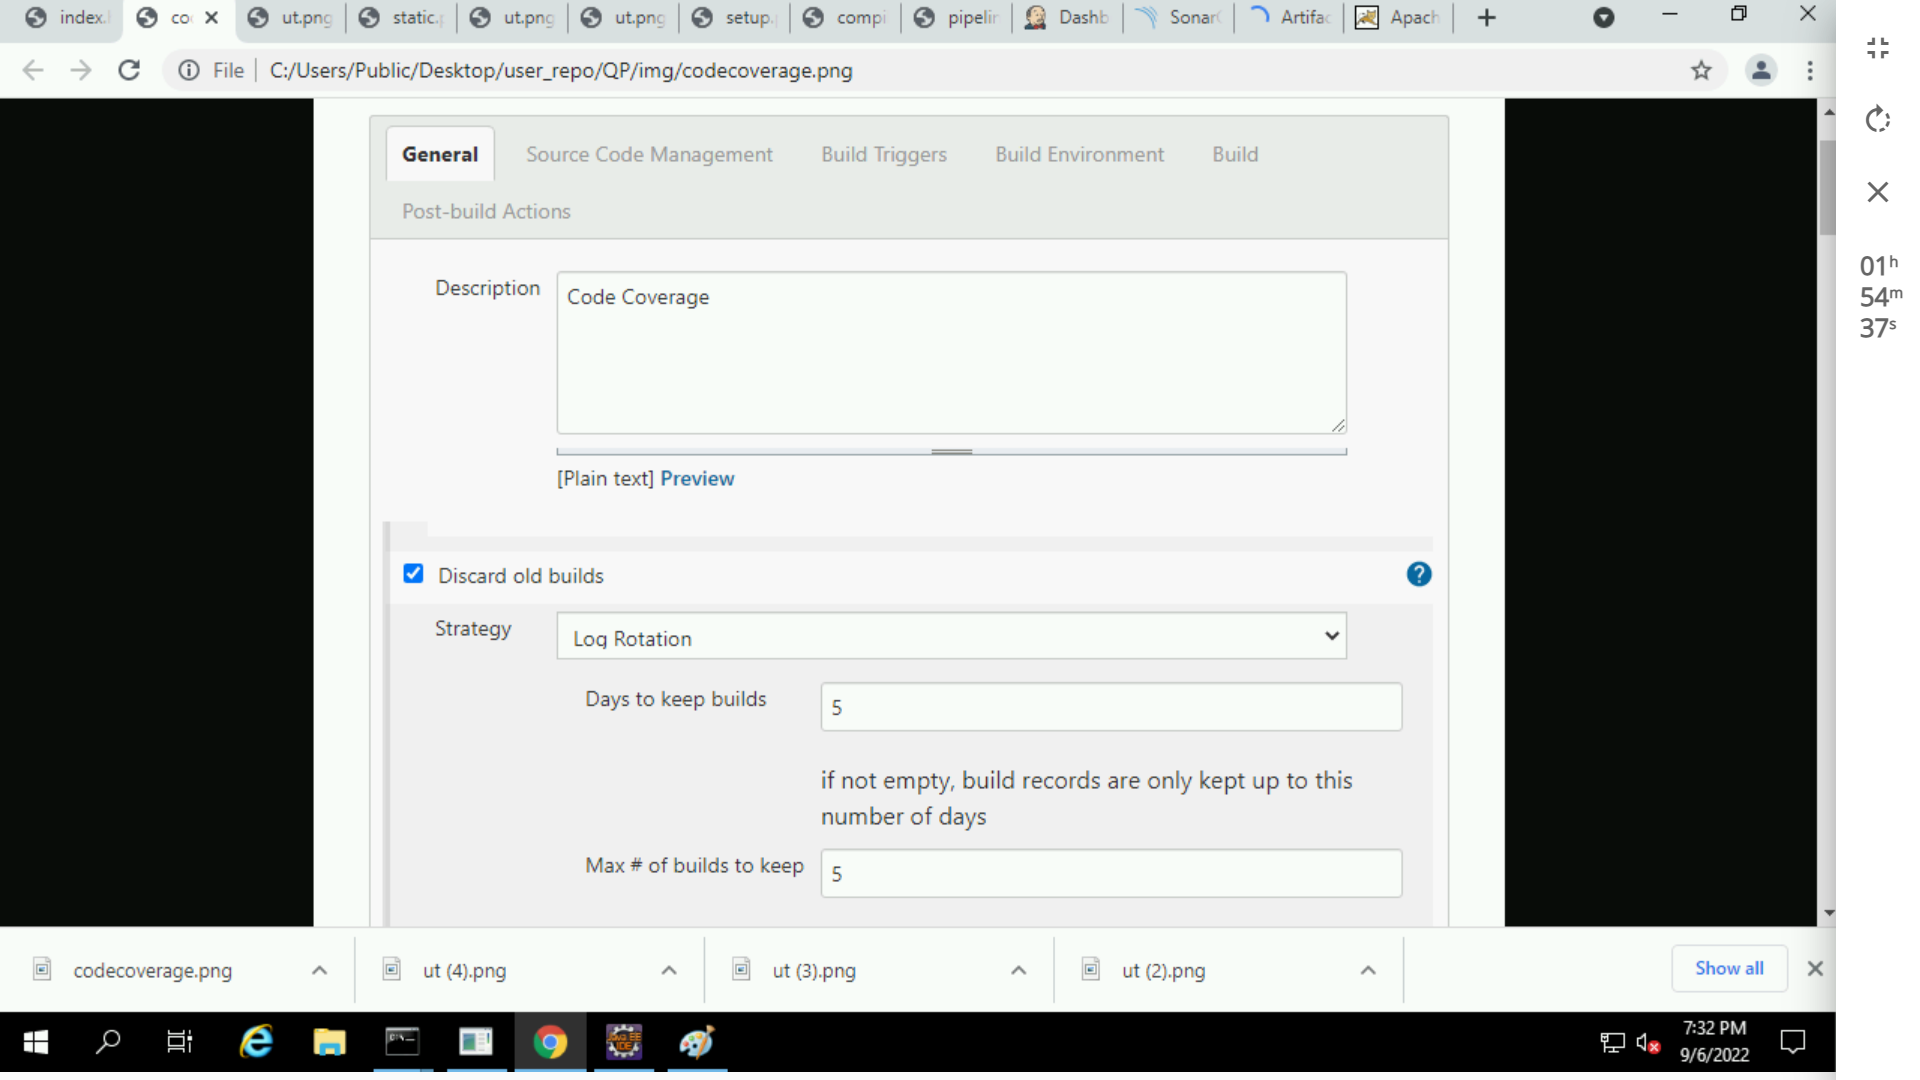 index.
co
ut.png
static.
ut.png
ut.png
setup.
compi
pipelin
Dashb
Sonar
Artifac
Apach
File
C:/Users/Public/Desktop/user_repo/QP/img/codecoverage.png
General
Source Code Management
Build Triggers
Build Environment
Build
Post-build Actions
Description
Code Coverage
[Plain text] Preview
Discard old builds
?
Strategy
Log Rotation
Days to keep builds
5
if not empty, build records are only kept up to this
number of days
Max # of builds to keep
5
codecoverage.png
ut (4).png
ut (3).png
ut (2).png
Show all
7:32 PM
9/6/2022
01h
54m
37s